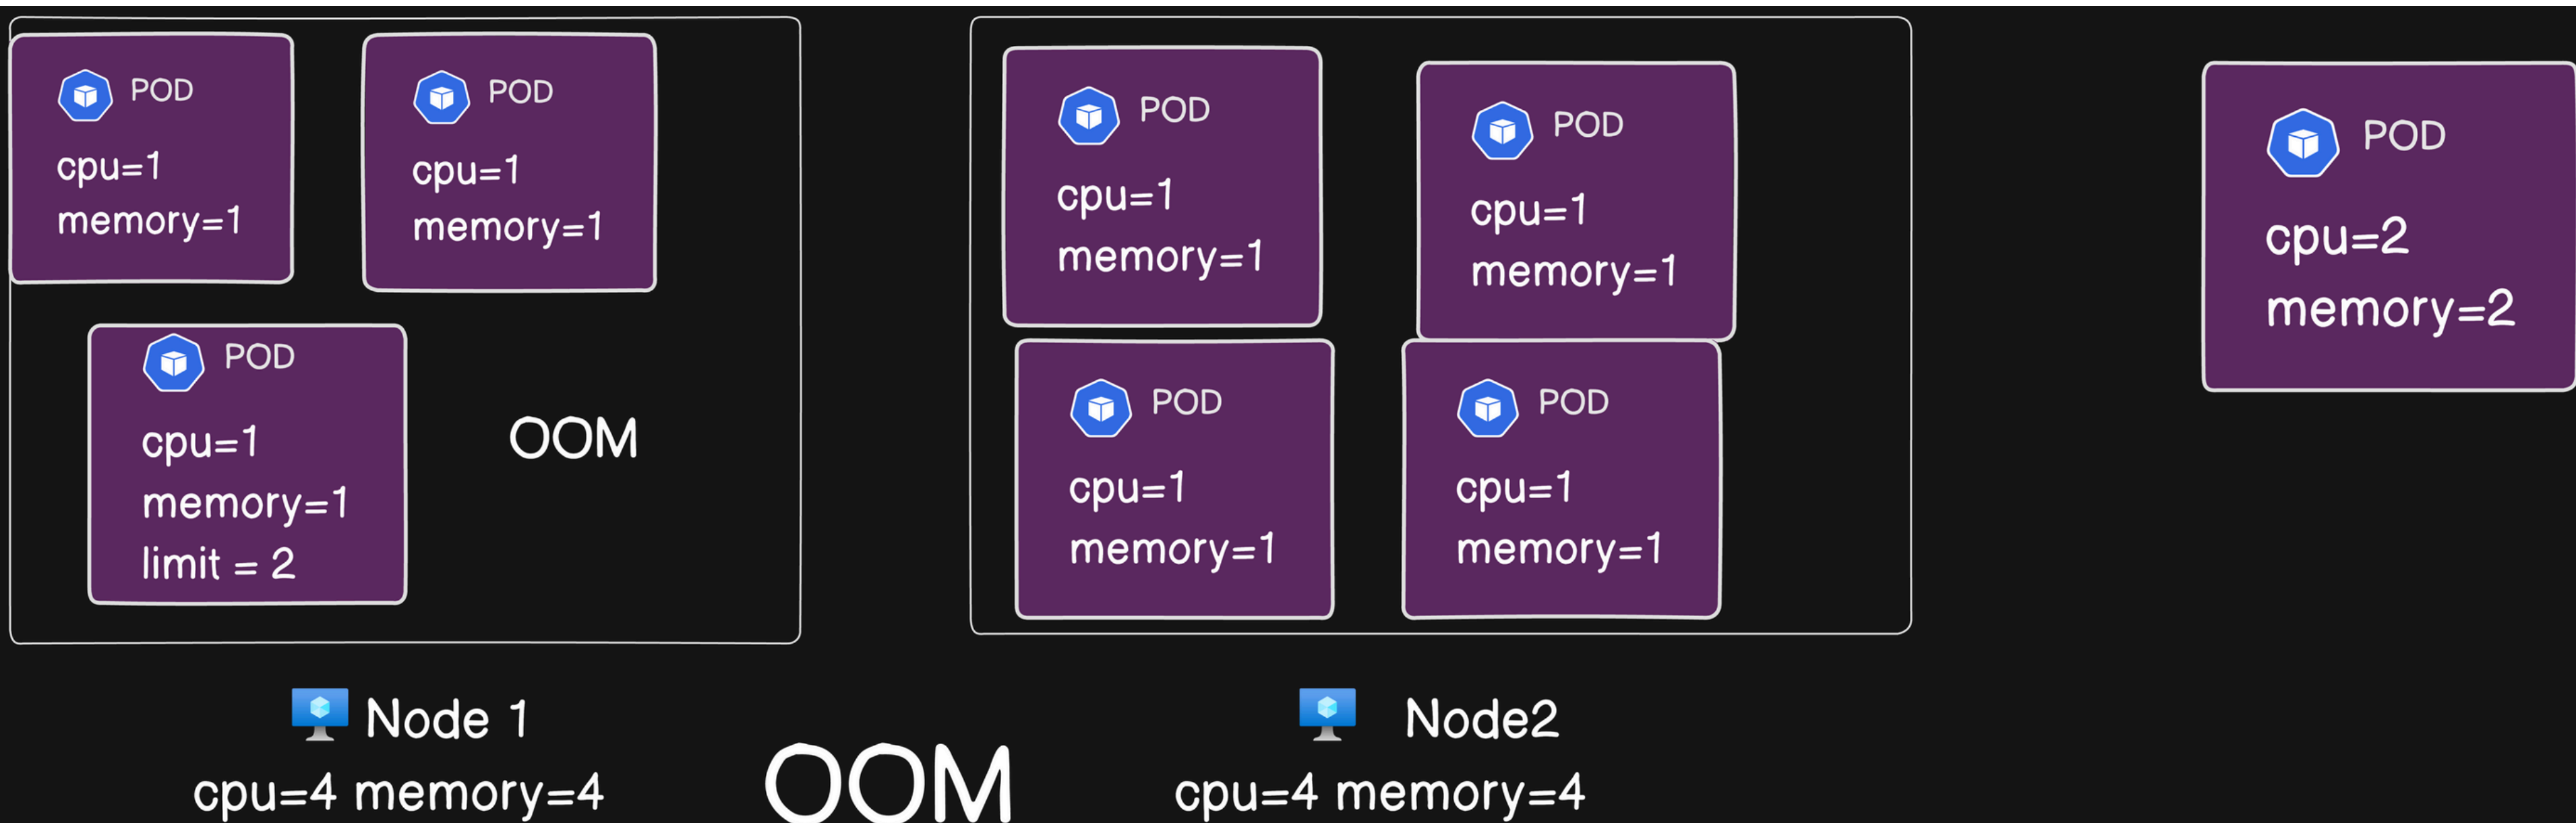 POD
cpu=1
memory=1
POD
cpu=1
memory=1
POD
cpu=1
memory=1
limit = 2
OOM
Node 1
cpu=4 memory=4
OOM
POD
cpu=1
memory=1
POD
cpu=1
memory=1
POD
cpu=1
memory=1
POD
cpu=1
memory=1
Node2
cpu=4 memory=4
POD
cpu=2
memory=2